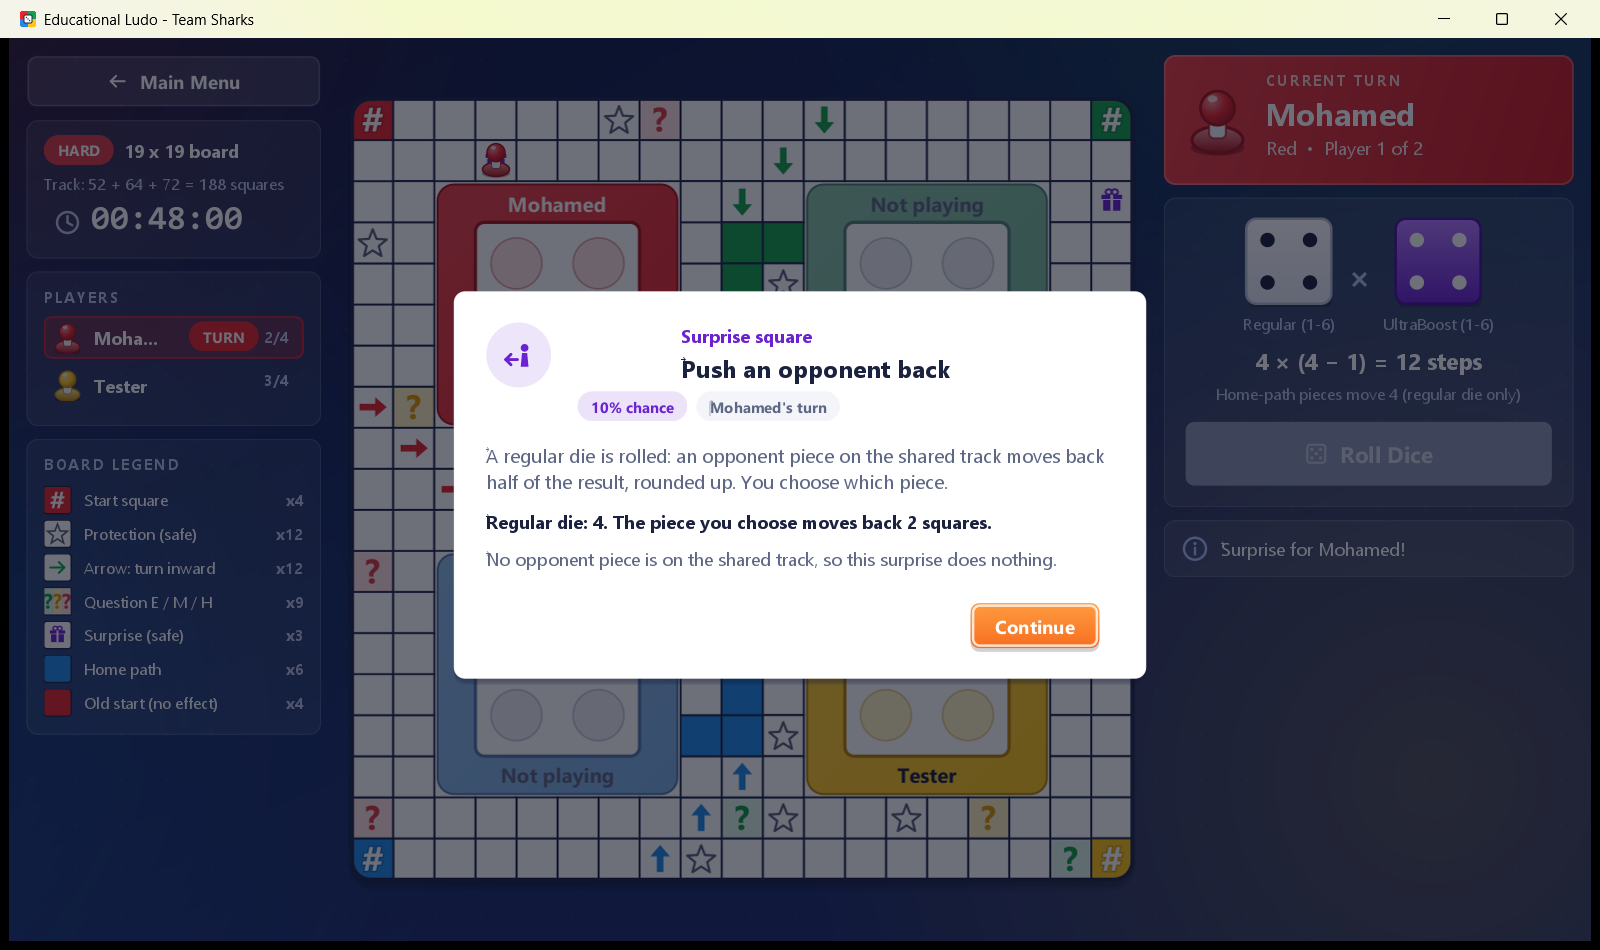 Educational Ludo - Team Sharks
Main Menu
HARD 19 x 19 board
Track: 52 + 64 + 72 = 188 squares
00:48:00
PLAYERS
Moha... TURN 2/4
Tester 3/4
BOARD LEGEND
# Start square x4
Protection (safe) x12
Arrow: turn inward x12
??? Question E / M / H x9
Surprise (safe) x3
Home path x6
Old start (no effect) x4
# ? #
Mohamed Not playing
?
?
Surprise square
Push an opponent back
10% chance Mohamed's turn
A regular die is rolled: an opponent piece on the shared track moves back
half of the result, rounded up. You choose which piece.
Regular die: 4. The piece you choose moves back 2 squares.
No opponent piece is on the shared track, so this surprise does nothing.
Continue
Not playing Tester
? ? ?
# ? #
CURRENT TURN
Mohamed
Red • Player 1 of 2
×
Regular (1-6) UltraBoost (1-6)
4 × (4 − 1) = 12 steps
Home-path pieces move 4 (regular die only)
Roll Dice
Surprise for Mohamed!